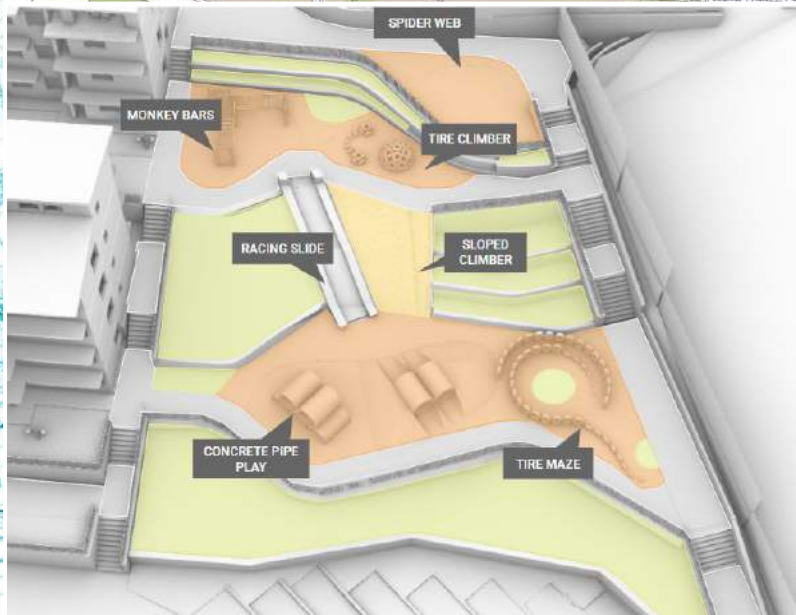 SPIDER WEB
MONKEY BARS
TIRE CLIMBER
RACING SLIDE
SLOPED
CLIMBER
CONCRETE PIPE
PLAY
TIRE MAZE